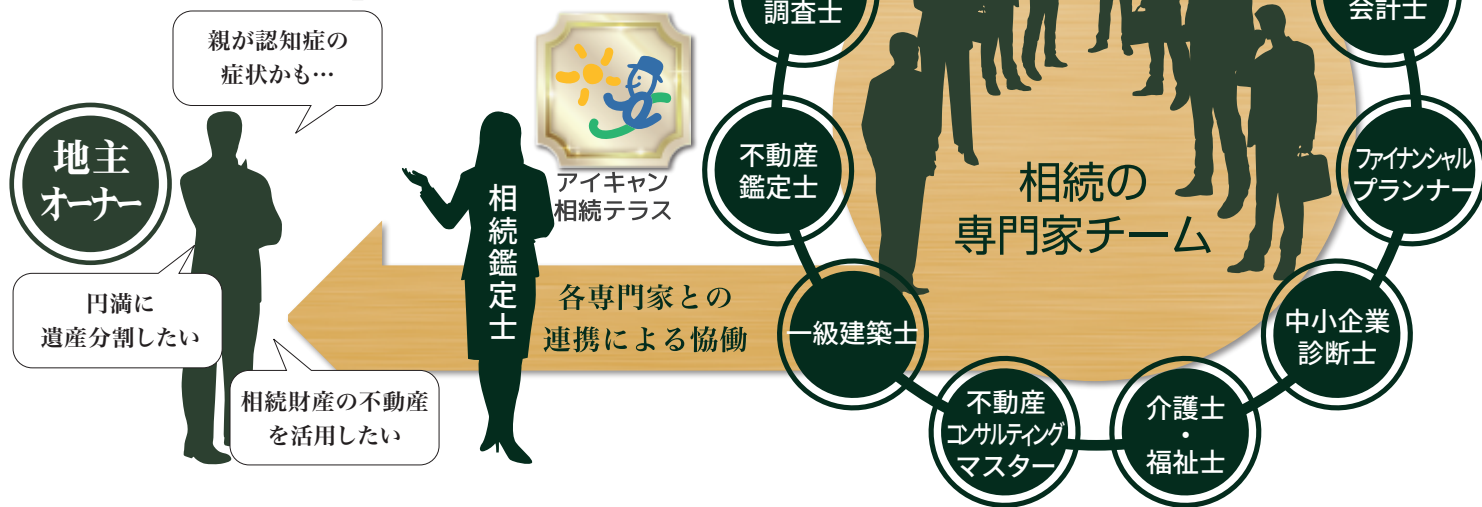 親が認知症の
症状かも…
地主
オーナー
円満に
遺産分割したい
相続財産の不動産
を活用したい
相続鑑定士
アイキャン
相続テラス
各専門家との
連携による恊働
調査士
不動産
鑑定士
一級建築士
不動産
コンサルティング
マスター
介護士
・
福祉士
中小企業
診断士
ファイナンシャル
プランナー
会計士
相続の
専門家チーム